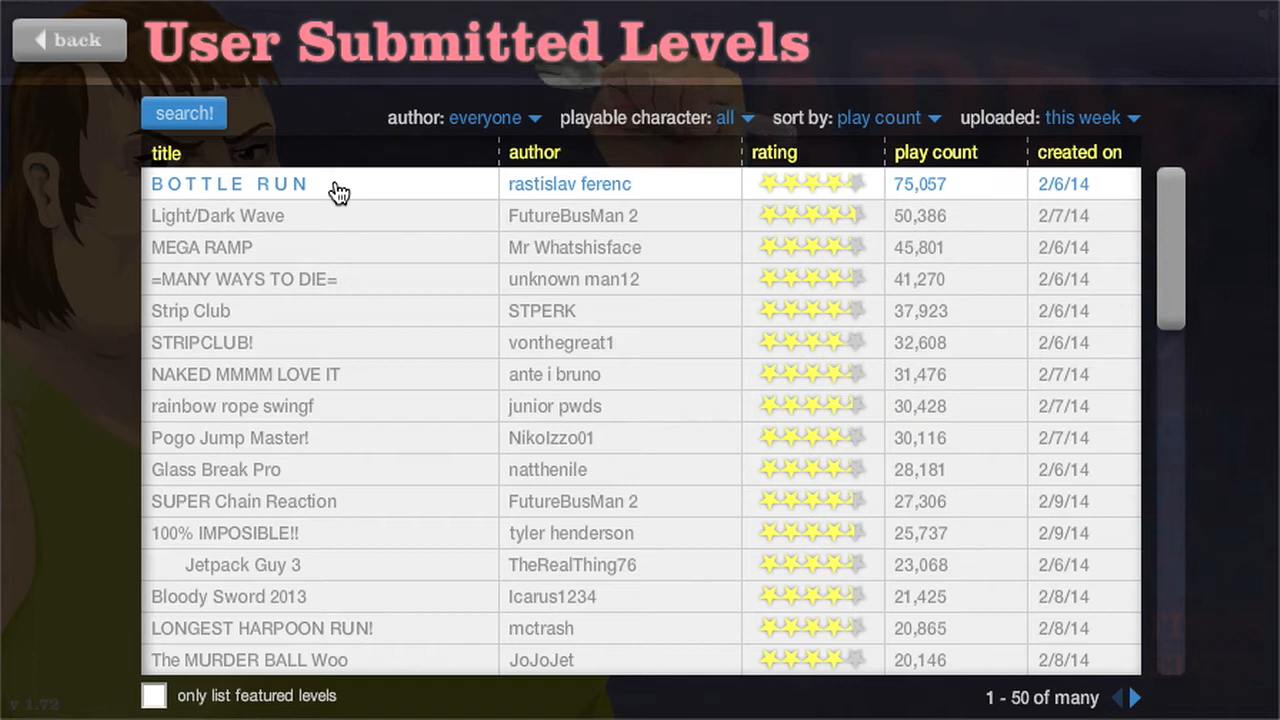 back
User Submitted Levels
search!
author: everyone playable character: all sort by: play count uploaded: this week
title author rating play count created on
B O T T L E  R U N rastislav ferenc 75,057 2/6/14
Light/Dark Wave FutureBusMan 2 50,386 2/7/14
MEGA RAMP Mr Whatshisface 45,801 2/6/14
=MANY WAYS TO DIE= unknown man12 41,270 2/6/14
Strip Club STPERK 37,923 2/6/14
STRIPCLUB! vonthegreat1 32,608 2/6/14
NAKED MMMM LOVE IT ante i bruno 31,476 2/7/14
rainbow rope swingf junior pwds 30,428 2/7/14
Pogo Jump Master! NikoIzzo01 30,116 2/7/14
Glass Break Pro natthenile 28,181 2/6/14
SUPER Chain Reaction FutureBusMan 2 27,306 2/9/14
100% IMPOSIBLE!! tyler henderson 25,737 2/9/14
Jetpack Guy 3 TheRealThing76 23,068 2/6/14
Bloody Sword 2013 Icarus1234 21,425 2/8/14
LONGEST HARPOON RUN! mctrash 20,865 2/8/14
The MURDER BALL Woo JoJoJet 20,146 2/8/14
only list featured levels 1 - 50 of many
v 1.72